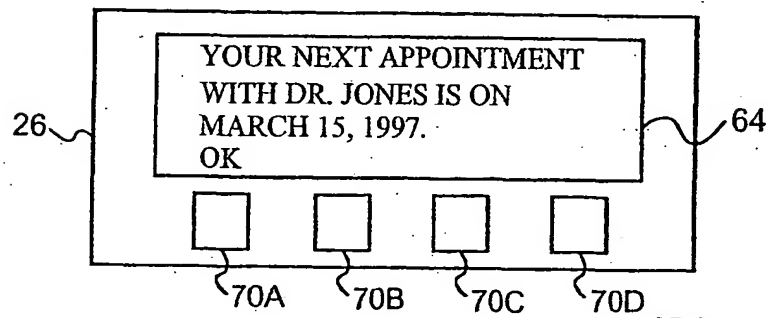 YOUR NEXT APPOINTMENT
WITH DR. JONES IS ON
MARCH 15, 1997.
OK
26
64
70A
70B
70C
70D